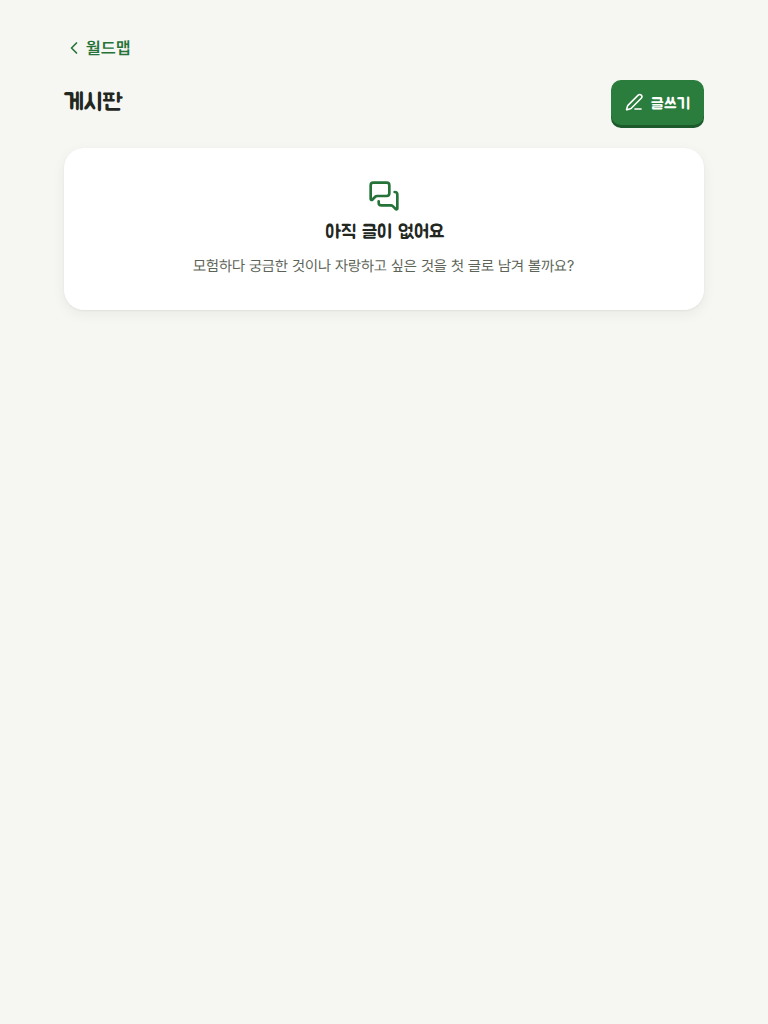 월드맵
게시판
글쓰기
아직 글이 없어요
모험하다 궁금한 것이나 자랑하고 싶은 것을 첫 글로 남겨 볼까요?